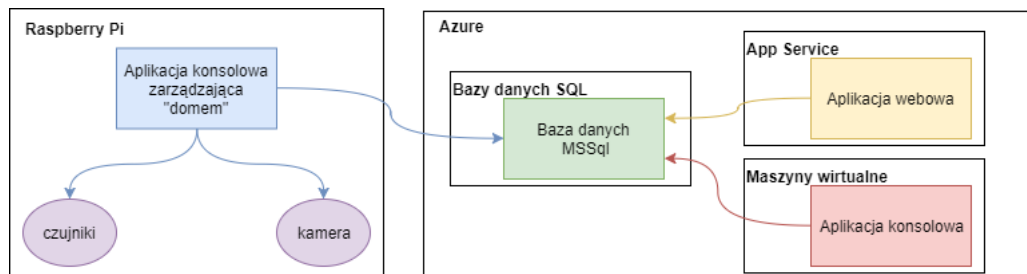 Raspberry Pi
Aplikacja konsolowa
zarządzająca
"domem"
czujniki
kamera
Azure
Bazy danych SQL
Baza danych
MSSql
App Service
Aplikacja webowa
Maszyny wirtualne
Aplikacja konsolowa